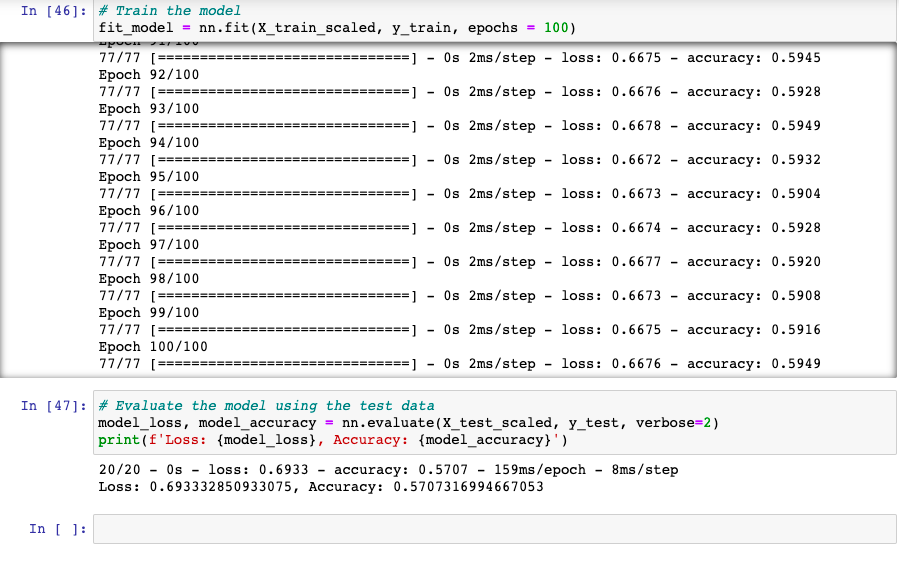 In [46]: # Train the model
fit_model = nn.fit(X_train_scaled, y_train, epochs = 100)
Epoch 91/100
77/77 [==============================] - 0s 2ms/step - loss: 0.6675 - accuracy: 0.5945
Epoch 92/100
77/77 [==============================] - 0s 2ms/step - loss: 0.6676 - accuracy: 0.5928
Epoch 93/100
77/77 [==============================] - 0s 2ms/step - loss: 0.6678 - accuracy: 0.5949
Epoch 94/100
77/77 [==============================] - 0s 2ms/step - loss: 0.6672 - accuracy: 0.5932
Epoch 95/100
77/77 [==============================] - 0s 2ms/step - loss: 0.6673 - accuracy: 0.5904
Epoch 96/100
77/77 [==============================] - 0s 2ms/step - loss: 0.6674 - accuracy: 0.5928
Epoch 97/100
77/77 [==============================] - 0s 2ms/step - loss: 0.6677 - accuracy: 0.5920
Epoch 98/100
77/77 [==============================] - 0s 2ms/step - loss: 0.6673 - accuracy: 0.5908
Epoch 99/100
77/77 [==============================] - 0s 2ms/step - loss: 0.6675 - accuracy: 0.5916
Epoch 100/100
77/77 [==============================] - 0s 2ms/step - loss: 0.6676 - accuracy: 0.5949
In [47]: # Evaluate the model using the test data
model_loss, model_accuracy = nn.evaluate(X_test_scaled, y_test, verbose=2)
print(f'Loss: {model_loss}, Accuracy: {model_accuracy}')
20/20 - 0s - loss: 0.6933 - accuracy: 0.5707 - 159ms/epoch - 8ms/step
Loss: 0.693332850933075, Accuracy: 0.5707316994667053
In [ ]: